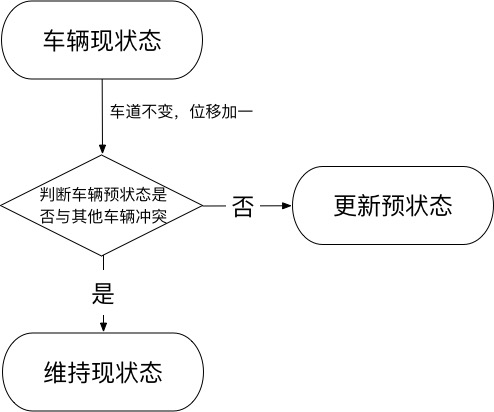 车辆现状态
车道不变，位移加一
判断车辆预状态是
否与其他车辆冲突
否
更新预状态
是
维持现状态